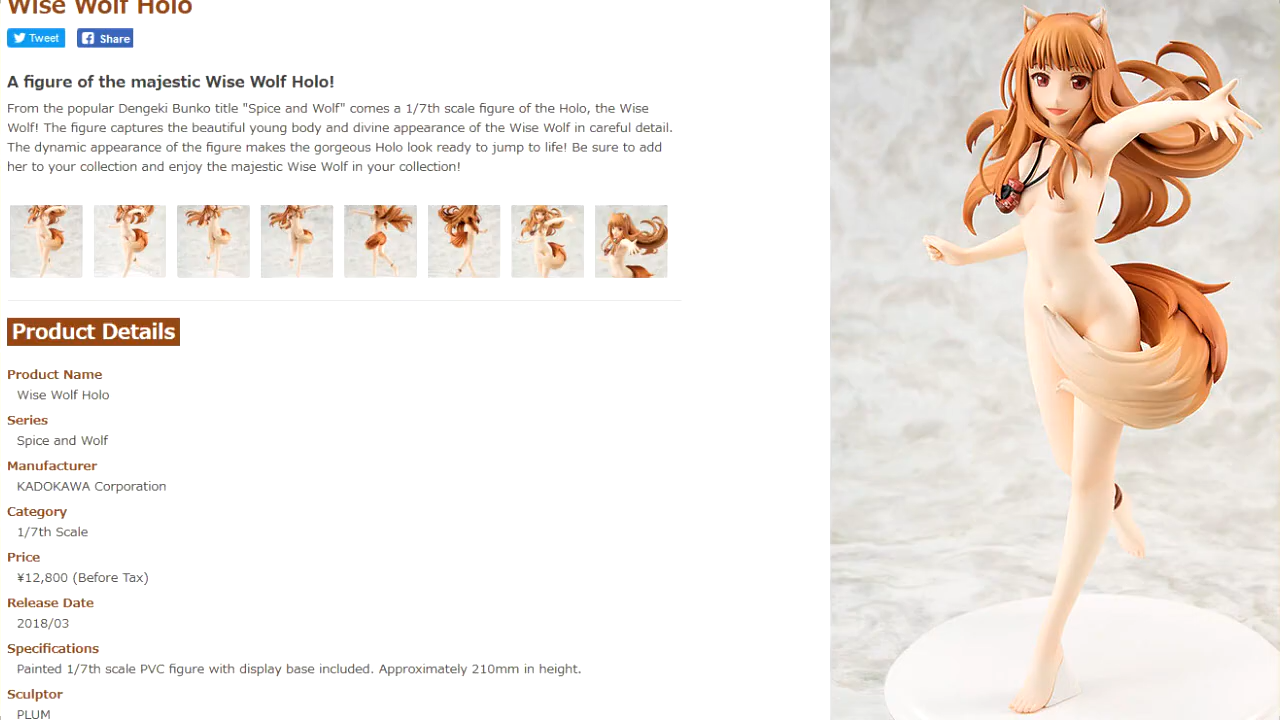 Wise Wolf Holo
Tweet
Share
A figure of the majestic Wise Wolf Holo!
From the popular Dengeki Bunko title "Spice and Wolf" comes a 1/7th scale figure of the Holo, the Wise
Wolf! The figure captures the beautiful young body and divine appearance of the Wise Wolf in careful detail.
The dynamic appearance of the figure makes the gorgeous Holo look ready to jump to life! Be sure to add
her to your collection and enjoy the majestic Wise Wolf in your collection!
Product Details
Product Name
Wise Wolf Holo
Series
Spice and Wolf
Manufacturer
KADOKAWA Corporation
Category
1/7th Scale
Price
¥12,800 (Before Tax)
Release Date
2018/03
Specifications
Painted 1/7th scale PVC figure with display base included. Approximately 210mm in height.
Sculptor
PLUM